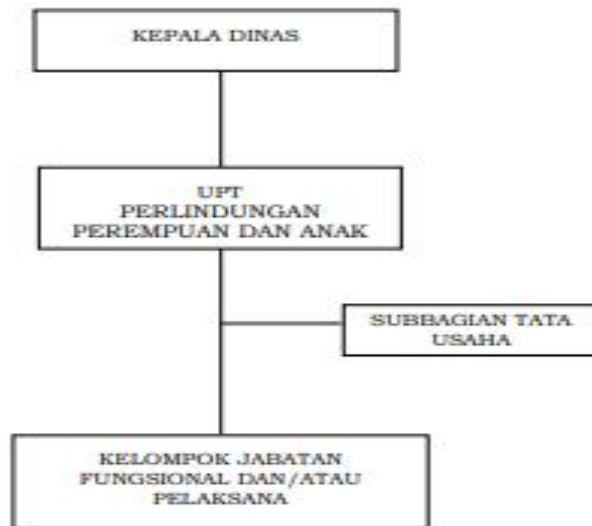 KEPALA DINAS
UPT
PERLINDUNGAN
PEREMPUAN DAN ANAK
SUBBAGIAN TATA
USAHA
KELOMPOK JABATAN
FUNGSIONAL DAN/ATAU
PELAKSANA